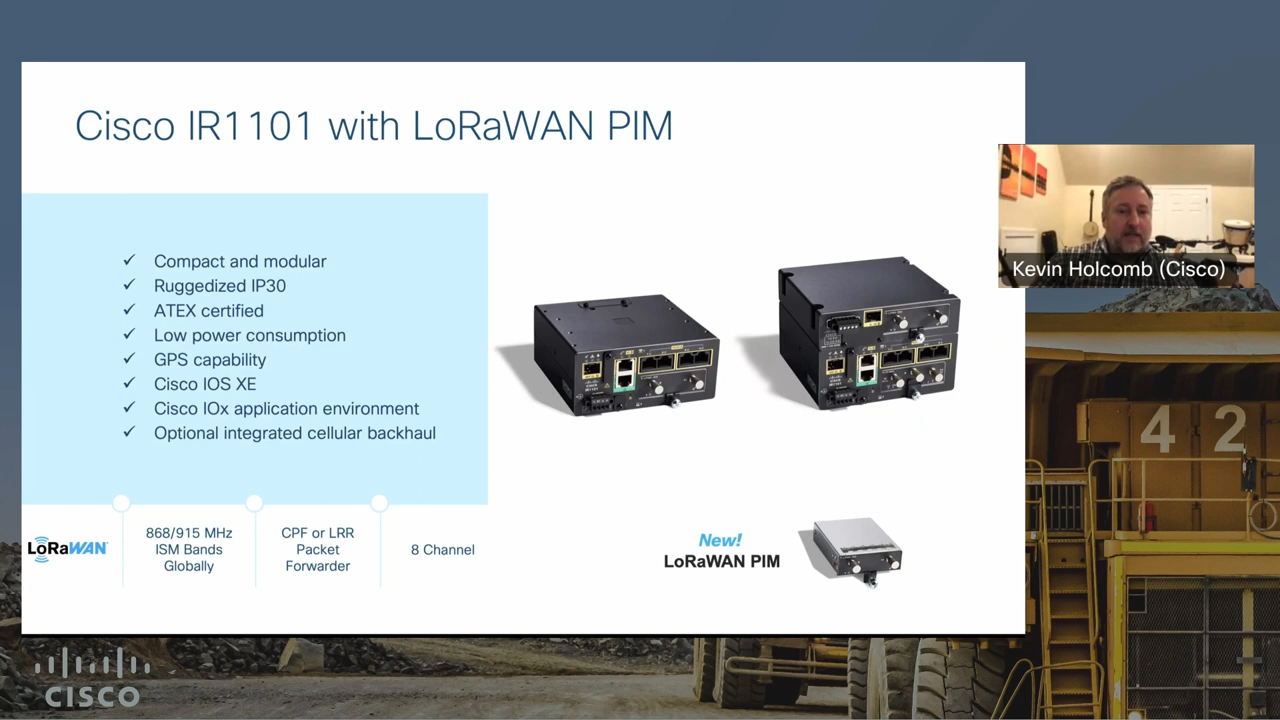 Cisco IR1101 with LoRaWAN PIM
✓ Compact and modular
✓ Ruggedized IP30
✓ ATEX certified
✓ Low power consumption
✓ GPS capability
✓ Cisco IOS XE
✓ Cisco IOx application environment
✓ Optional integrated cellular backhaul
LoRaWAN
868/915 MHz
ISM Bands
Globally
CPF or LRR
Packet
Forwarder
8 Channel
New!
LoRaWAN PIM
Kevin Holcomb (Cisco)
42
CISCO